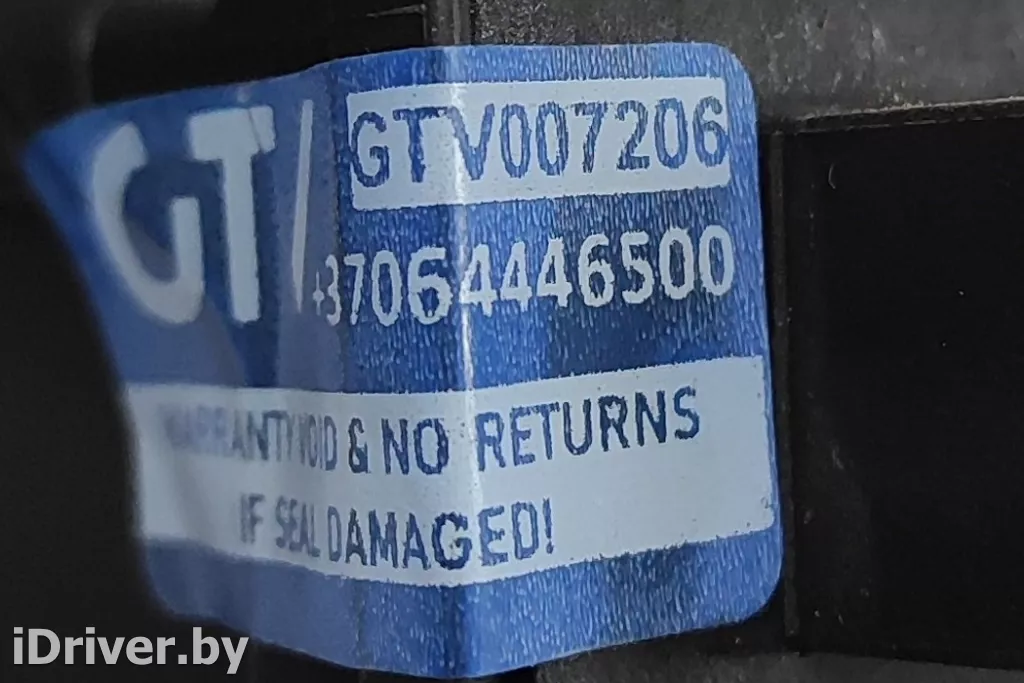 GT/ GTV007206
+37064446500
WARRANTY VOID & NO RETURNS
IF SEAL DAMAGED!
iDriver.by